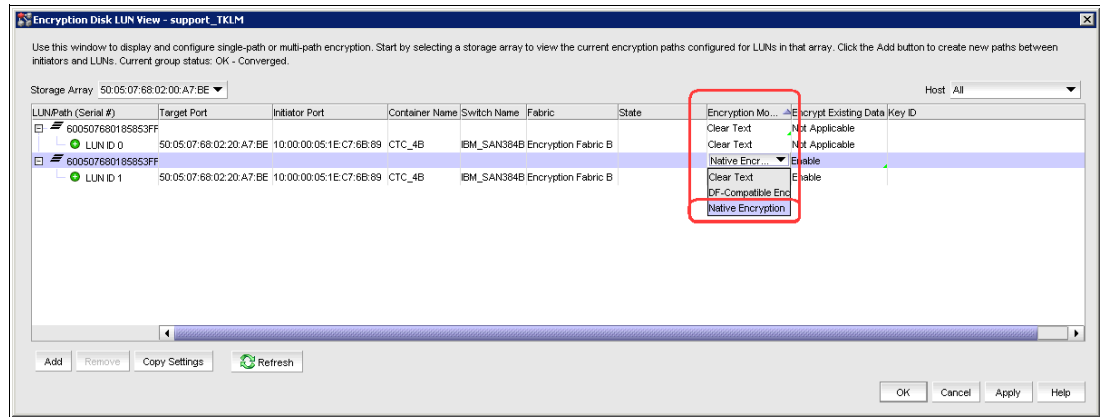 Encryption Disk LUN View - support_TKLM
Use this window to display and configure single-path or multi-path encryption. Start by selecting a storage array to view the current encryption paths configured for LUNs in that array. Click the Add button to create new paths between
initiators and LUNs. Current group status: OK - Converged.
Storage Array 50:05:07:68:02:00:A7:BE Host All
LUN/Path (Serial #) Target Port Initiator Port Container Name Switch Name Fabric State Encryption Mo... Encrypt Existing Data Key ID
600507680185853FF Clear Text Not Applicable
LUN ID 0 50:05:07:68:02:20:A7:BE 10:00:00:05:1E:C7:6B:89 CTC_4B IBM_SAN384B Encryption Fabric B Clear Text Not Applicable
600507680185853FF Native Encr... Enable
LUN ID 1 50:05:07:68:02:20:A7:BE 10:00:00:05:1E:C7:6B:89 CTC_4B IBM_SAN384B Encryption Fabric B Clear Text Enable
DF-Compatible Enc
Native Encryption
Add Remove Copy Settings Refresh
OK Cancel Apply Help